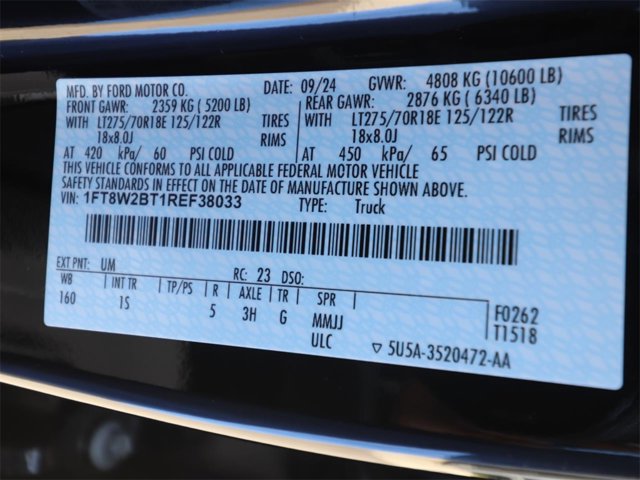 MFD. BY FORD MOTOR CO. DATE: 09/24 GVWR: 4808 KG (10600 LB)
FRONT GAWR: 2359 KG ( 5200 LB) REAR GAWR: 2876 KG ( 6340 LB)
WITH LT275/70R18E 125/122R TIRES WITH LT275/70R18E 125/122R TIRES
18x8.0J RIMS 18x8.0J RIMS
AT 420 kPa/ 60 PSI COLD AT 450 kPa/ 65 PSI COLD
THIS VEHICLE CONFORMS TO ALL APPLICABLE FEDERAL MOTOR VEHICLE
SAFETY STANDARDS IN EFFECT ON THE DATE OF MANUFACTURE SHOWN ABOVE.
VIN: 1FT8W2BT1REF38033 TYPE: Truck
EXT PNT: UM RC: 23 DSO:
WB INT TR TP/PS R AXLE TR SPR F0262
160 1S 5 3H G MMJJ T1518
ULC ▽ 5U5A-3520472-AA